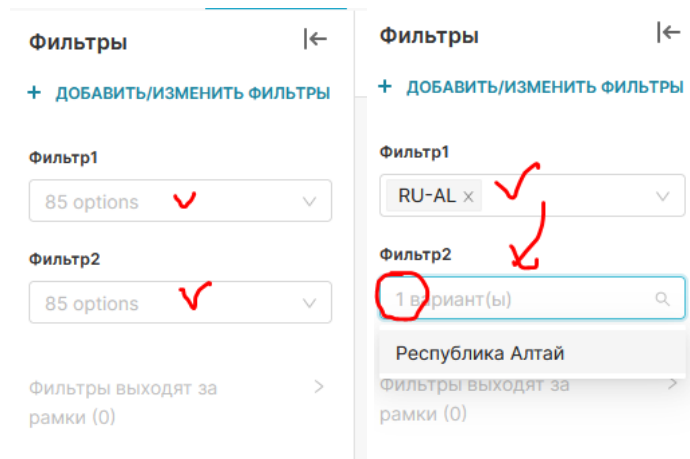 Фильтры
+ ДОБАВИТЬ/ИЗМЕНИТЬ ФИЛЬТРЫ
Фильтр1
85 options
Фильтр2
85 options
Фильтры выходят за
рамки (0)
Фильтры
+ ДОБАВИТЬ/ИЗМЕНИТЬ ФИЛЬТРЫ
Фильтр1
RU-AL ×
Фильтр2
1 вариант(ы)
Республика Алтай
Фильтры выходят за
рамки (0)